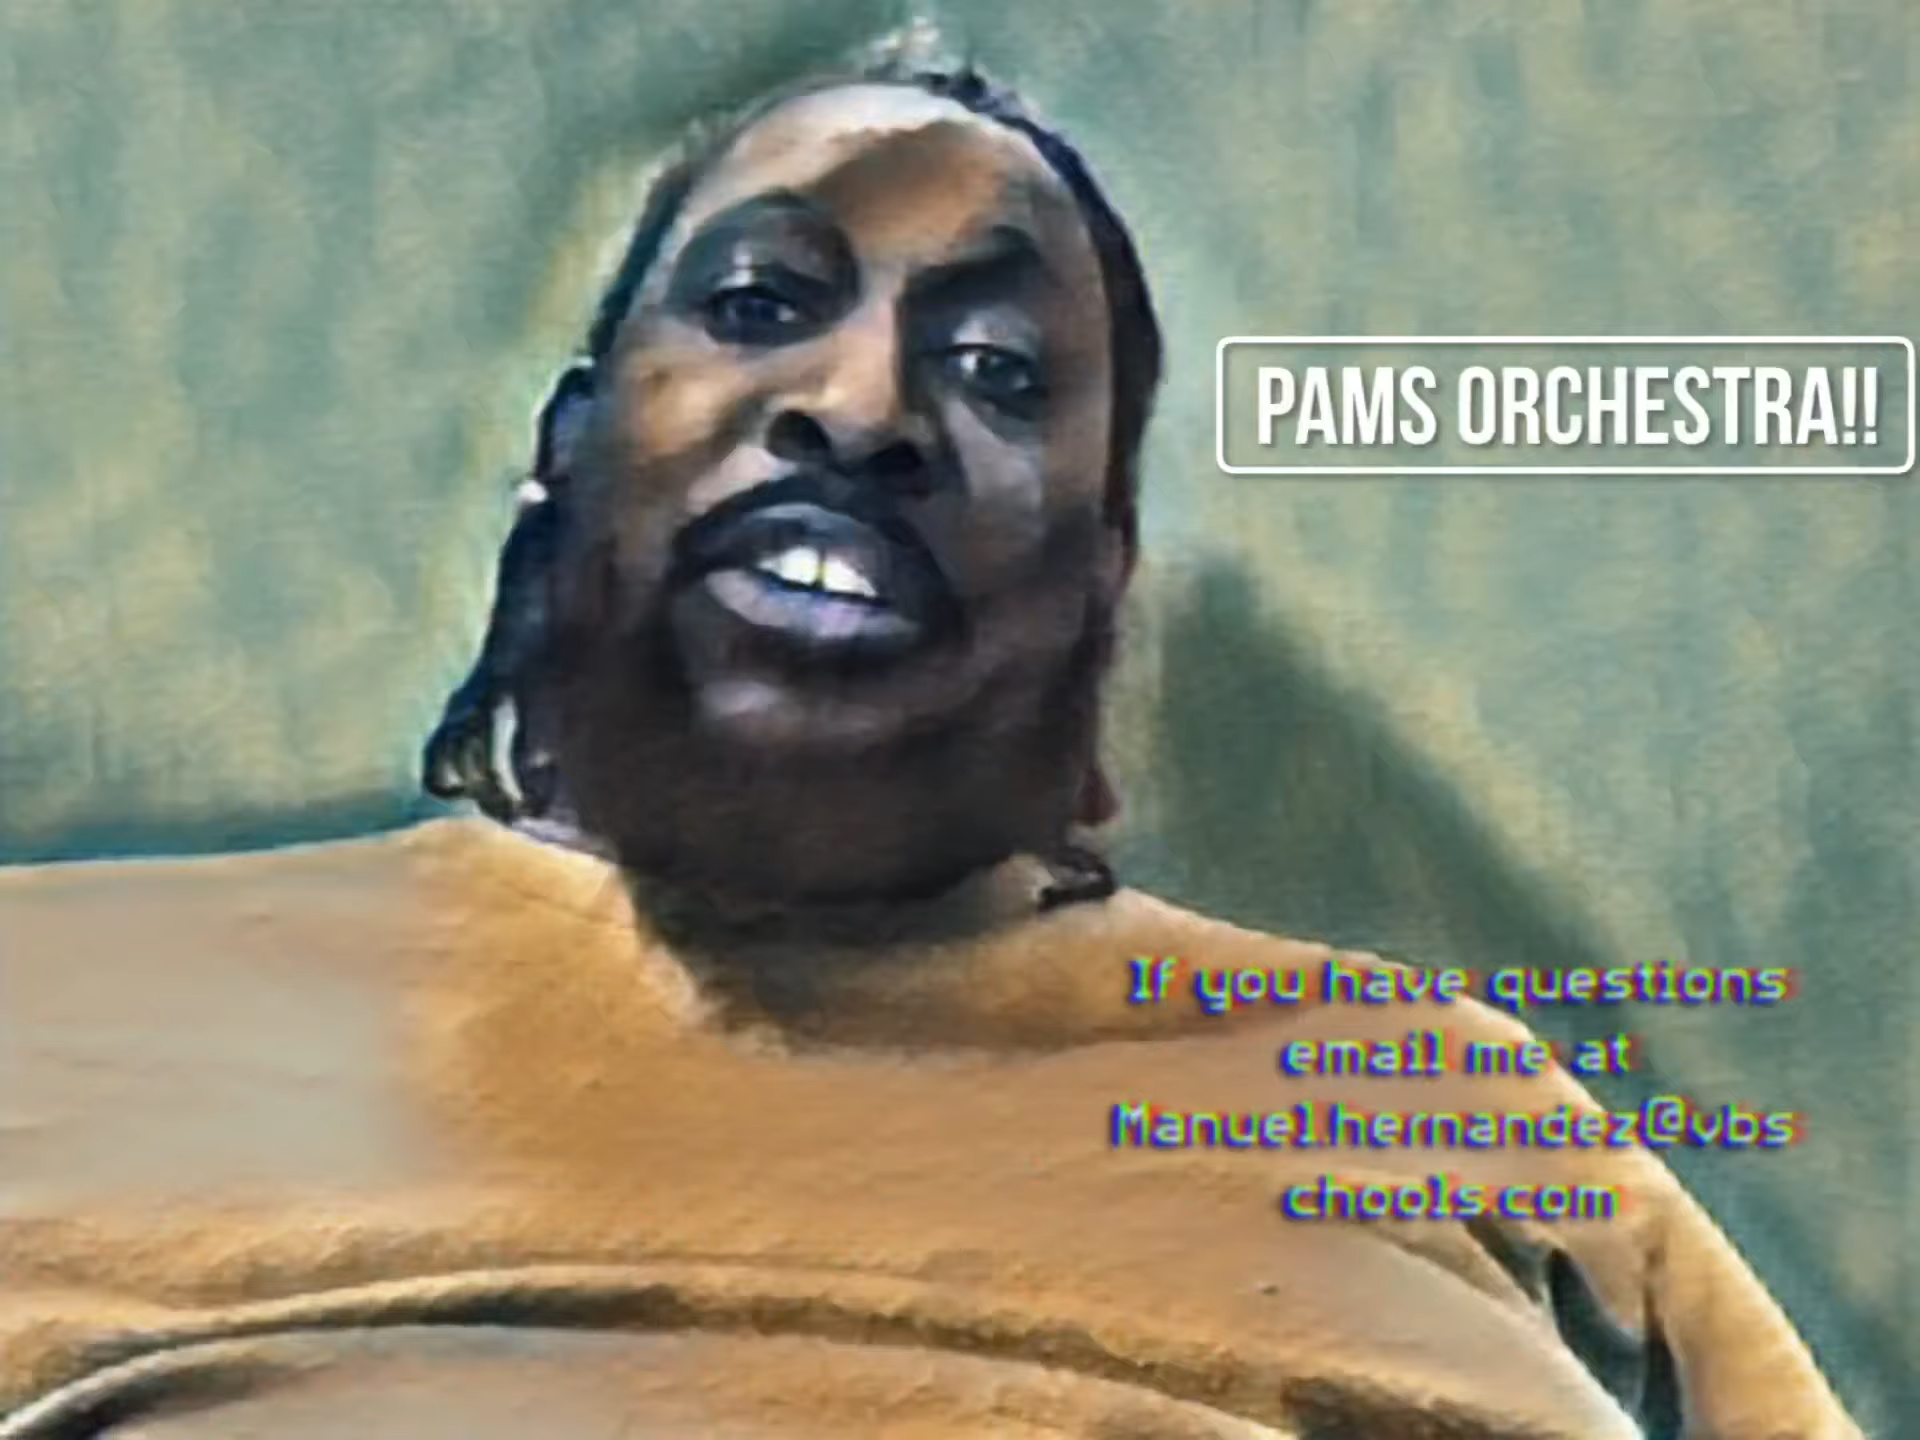 PAMS ORCHESTRA!!
If you have questions
email me at
Manuel.hernandez@vbs
chools.com